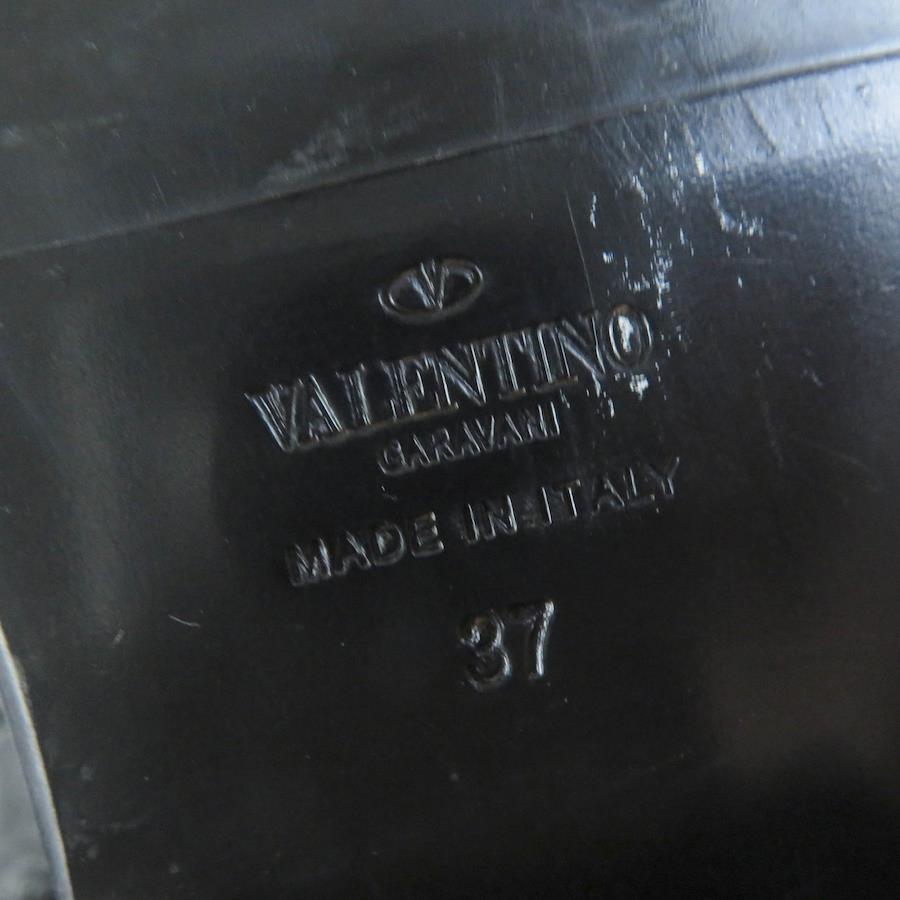 V
VALENTINO
GARAVANI
MADE IN ITALY
37